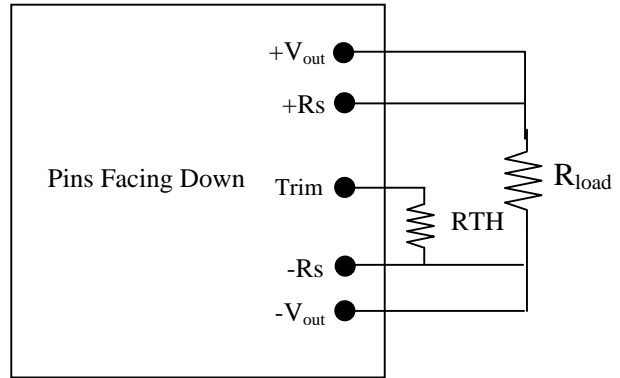 +Vout
+Rs
Pins Facing Down
Trim
Rload
RTH
-Rs
-Vout